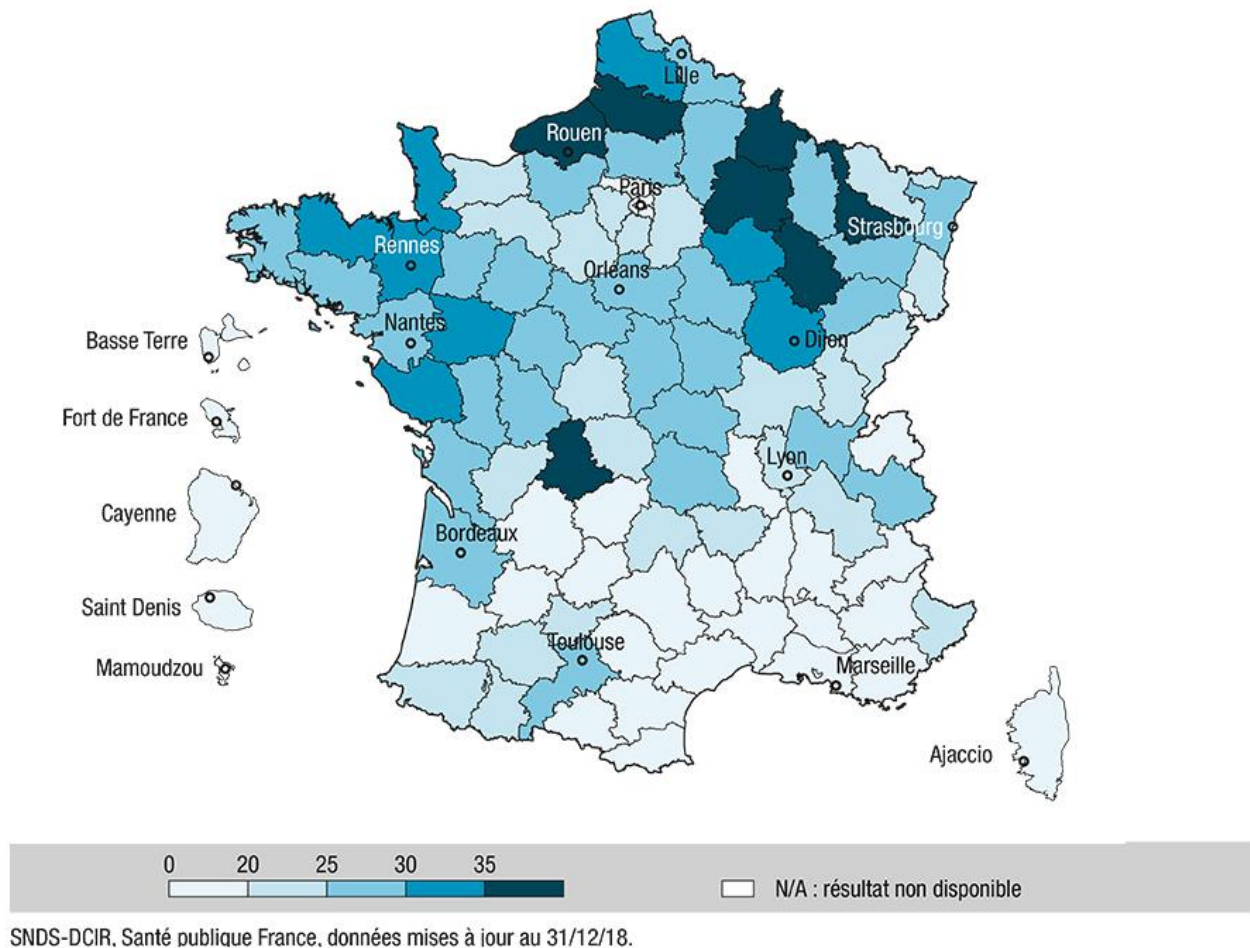 Lille
Rouen
Paris
Strasbourg
Rennes
Orléans
Nantes
Dijon
Basse Terre
Fort de France
Lyon
Cayenne
Bordeaux
Saint Denis
Toulouse
Mamoudzou
Marseille
Ajaccio
0 20 25 30 35
N/A : résultat non disponible
SNDS-DCIR, Santé publique France, données mises à jour au 31/12/18.